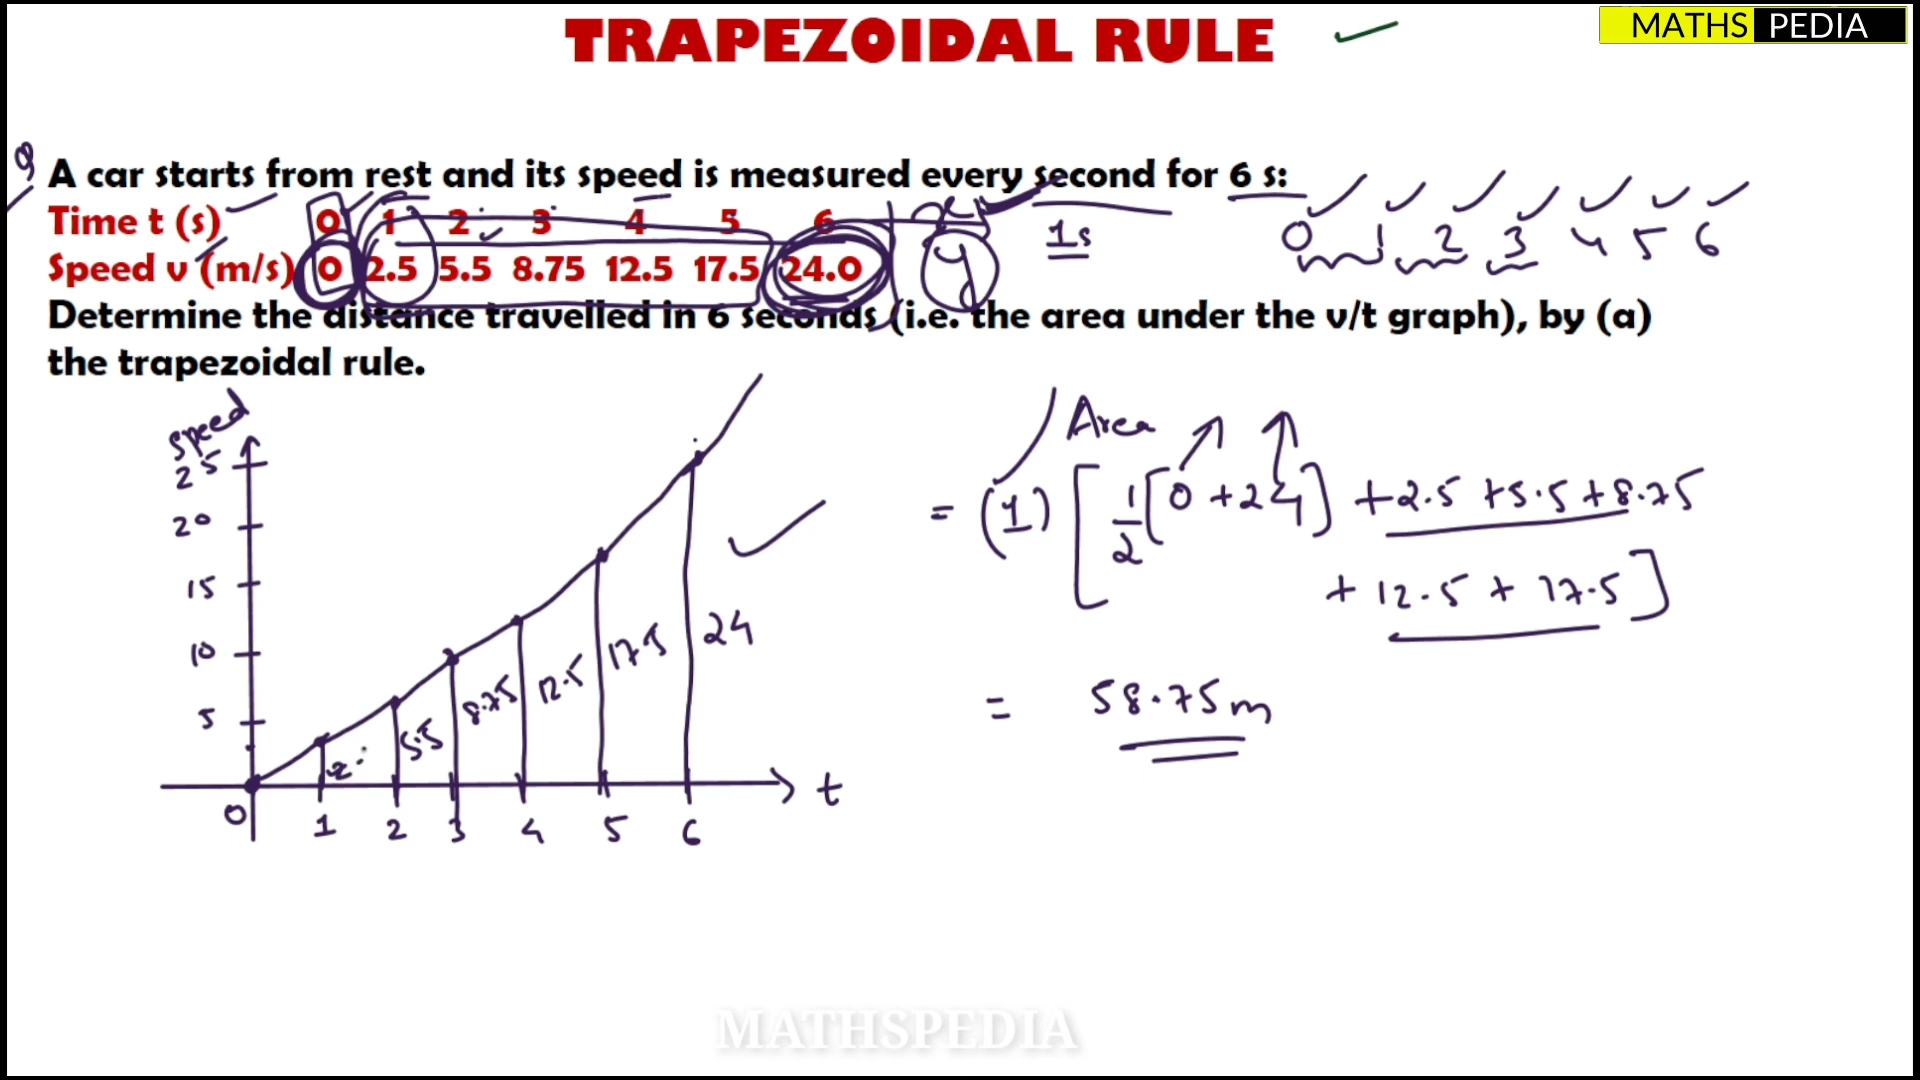 TRAPEZOIDAL RULE
MATHS PEDIA
Q
A car starts from rest and its speed is measured every second for 6 s:
Time t (s) 0 1 2 3 4 5 6
Speed v (m/s) 0 2.5 5.5 8.75 12.5 17.5 24.0
y
1s
0 1 2 3 4 5 6
Determine the distance travelled in 6 seconds (i.e. the area under the v/t graph), by (a)
the trapezoidal rule.
speed
25
20
15
10
5
0 1 2 3 4 5 6
t
2. 5.5 8.75 12.5 17.5 24
Area
= (1) [ 1/2 [0 + 24] + 2.5 + 5.5 + 8.75
+ 12.5 + 17.5 ]
= 58.75 m
MATHSPEDIA